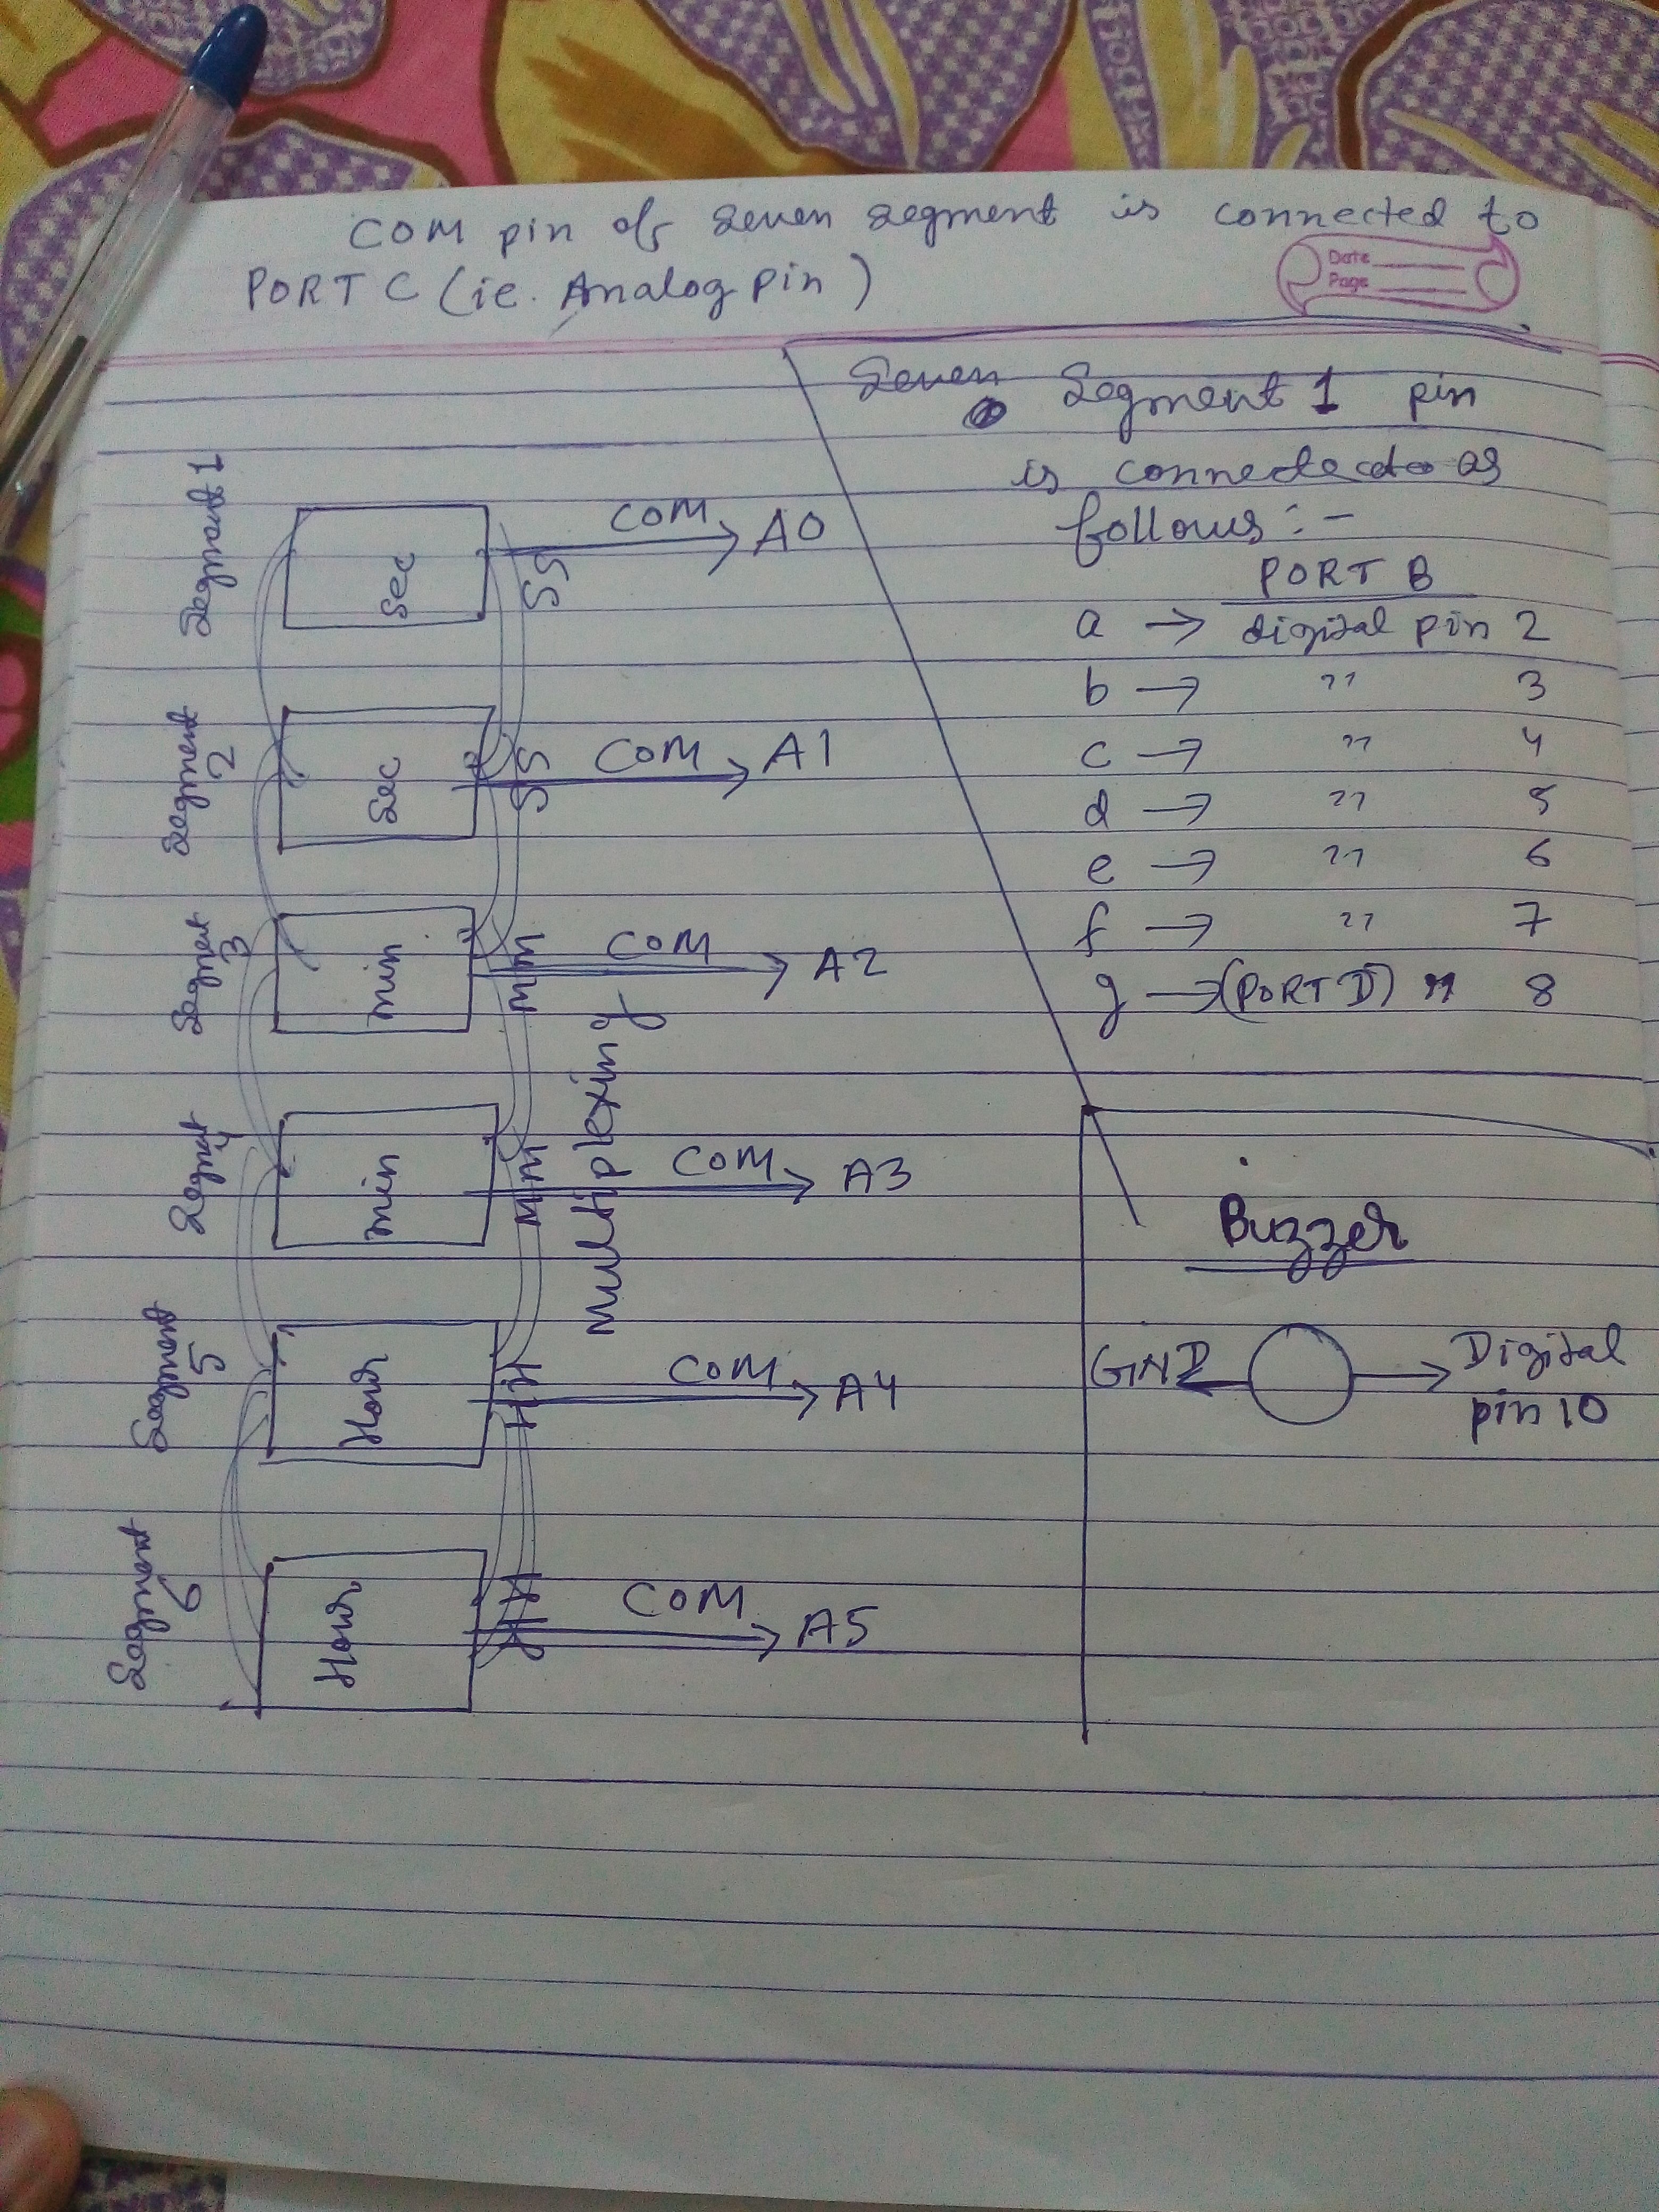 COM pin of seven segment is connected to
PORT C (ie. Analog pin)
Date
Page
Seven Segment 1 pin
is connected as
follows :-
PORT B
a → digital pin 2
b → " 3
c → " 4
d → " 5
e → " 6
f → " 7
g → (PORT D) " 8
Segment 1
Sec
SS
COM → A0
Segment 2
Sec
SS
COM → A1
Segment 3
min
MM
COM → A2
Multiplexing
Segment 4
min
MM
COM → A3
Segment 5
Hour
HH
COM → A4
Segment 6
Hour
HH
COM → A5
Buzzer
GND
Digital
pin 10